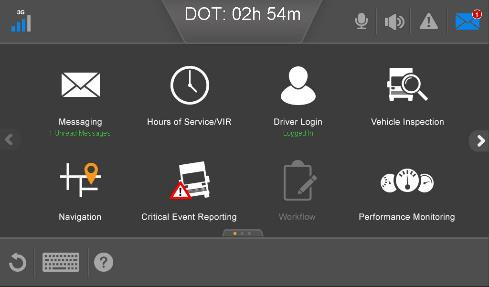 3G
DOT: 02h 54m
1
Messaging
1 Unread Messages
Hours of Service/VIR
Driver Login
Logged In
Vehicle Inspection
Navigation
Critical Event Reporting
Workflow
Performance Monitoring
?